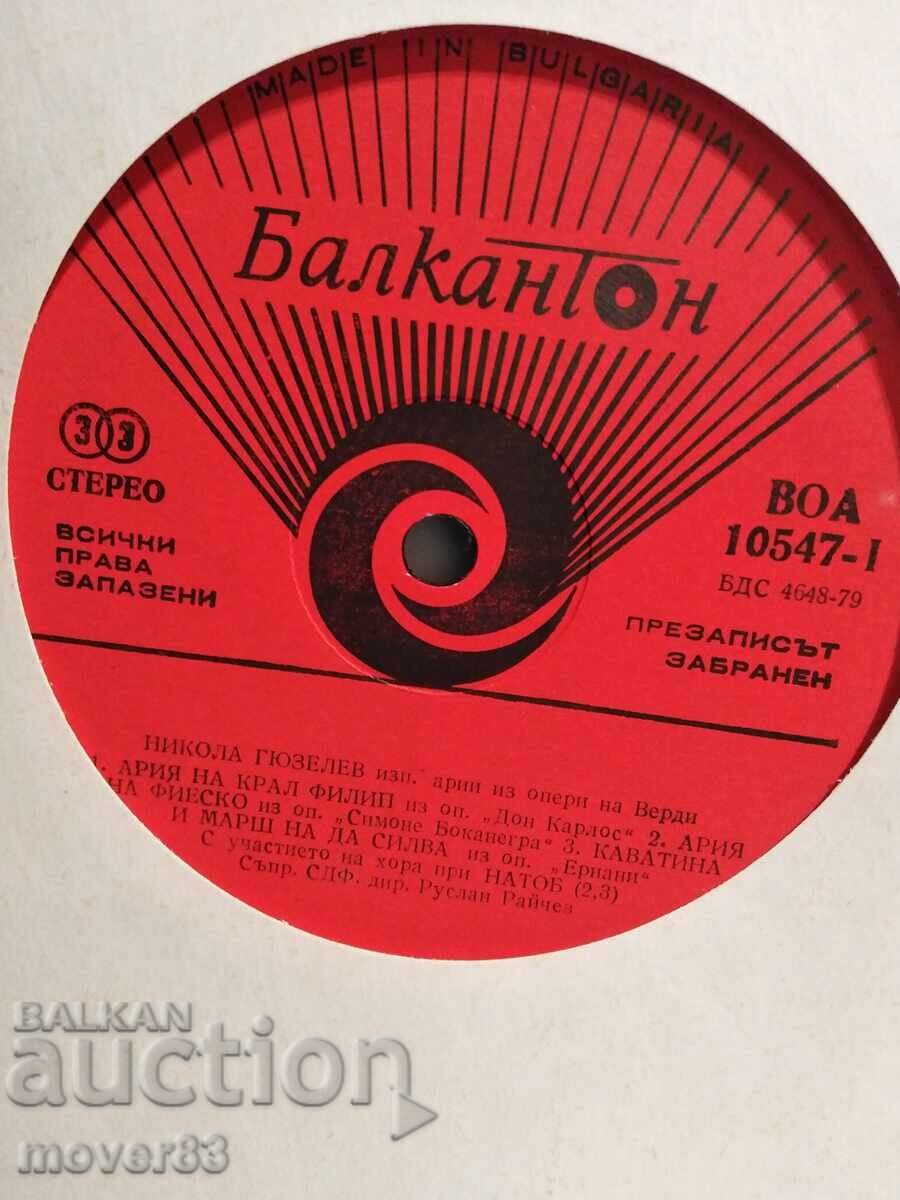 MADE IN BULGARIA
Балкантон
33
СТЕРЕО
ВСИЧКИ
ПРАВА
ЗАПАЗЕНИ
ВОА
10547-I
БДС 4648-79
ПРЕЗАПИСЪТ
ЗАБРАНЕН
НИКОЛА ГЮЗЕЛЕВ изп. арии из опери на Верди
1. АРИЯ НА КРАЛ ФИЛИП из оп. „Дон Карлос" 2. АРИЯ
НА ФИЕСКО из оп. „Симоне Боканегра" 3. КАВАТИНА
И МАРШ НА ДА СИЛВА из оп. „Ернани"
С участието на хора при НАТОБ (2,3)
Съпр. СДФ. дир. Руслан Райчев
BALKAN
auction
mover83